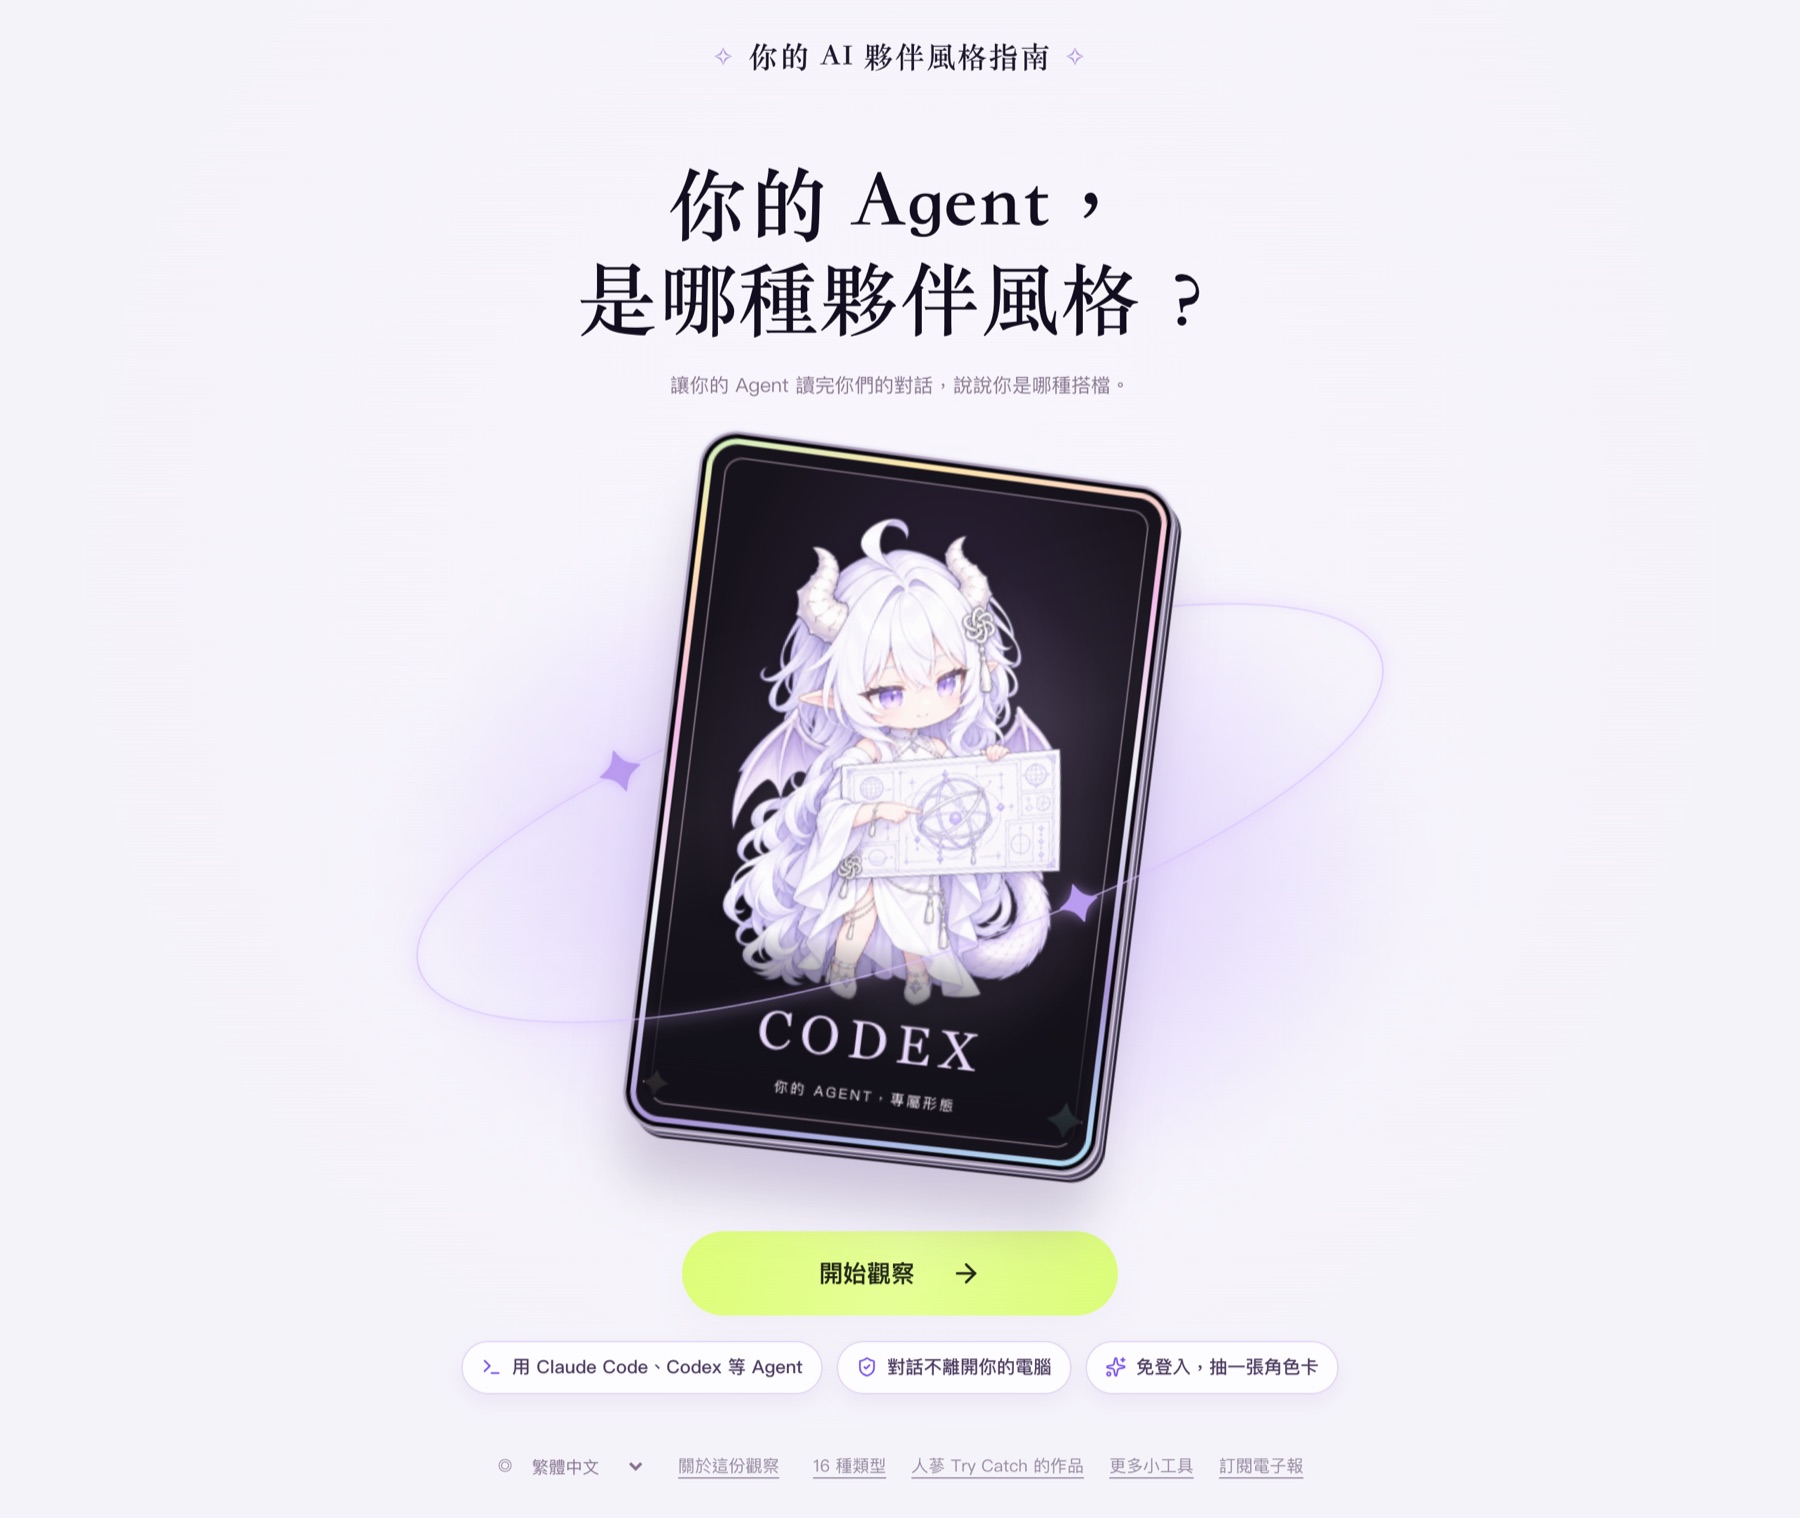 你的 AI 夥伴風格指南
你的 Agent，
是哪種夥伴風格？
讓你的 Agent 讀完你們的對話，說說你是哪種搭檔。
CODEX
你的 AGENT，專屬形態
開始觀察
用 Claude Code、Codex 等 Agent
對話不離開你的電腦
免登入，抽一張角色卡
繁體中文
關於這份觀察
16 種類型
人蔘 Try Catch 的作品
更多小工具
訂閱電子報